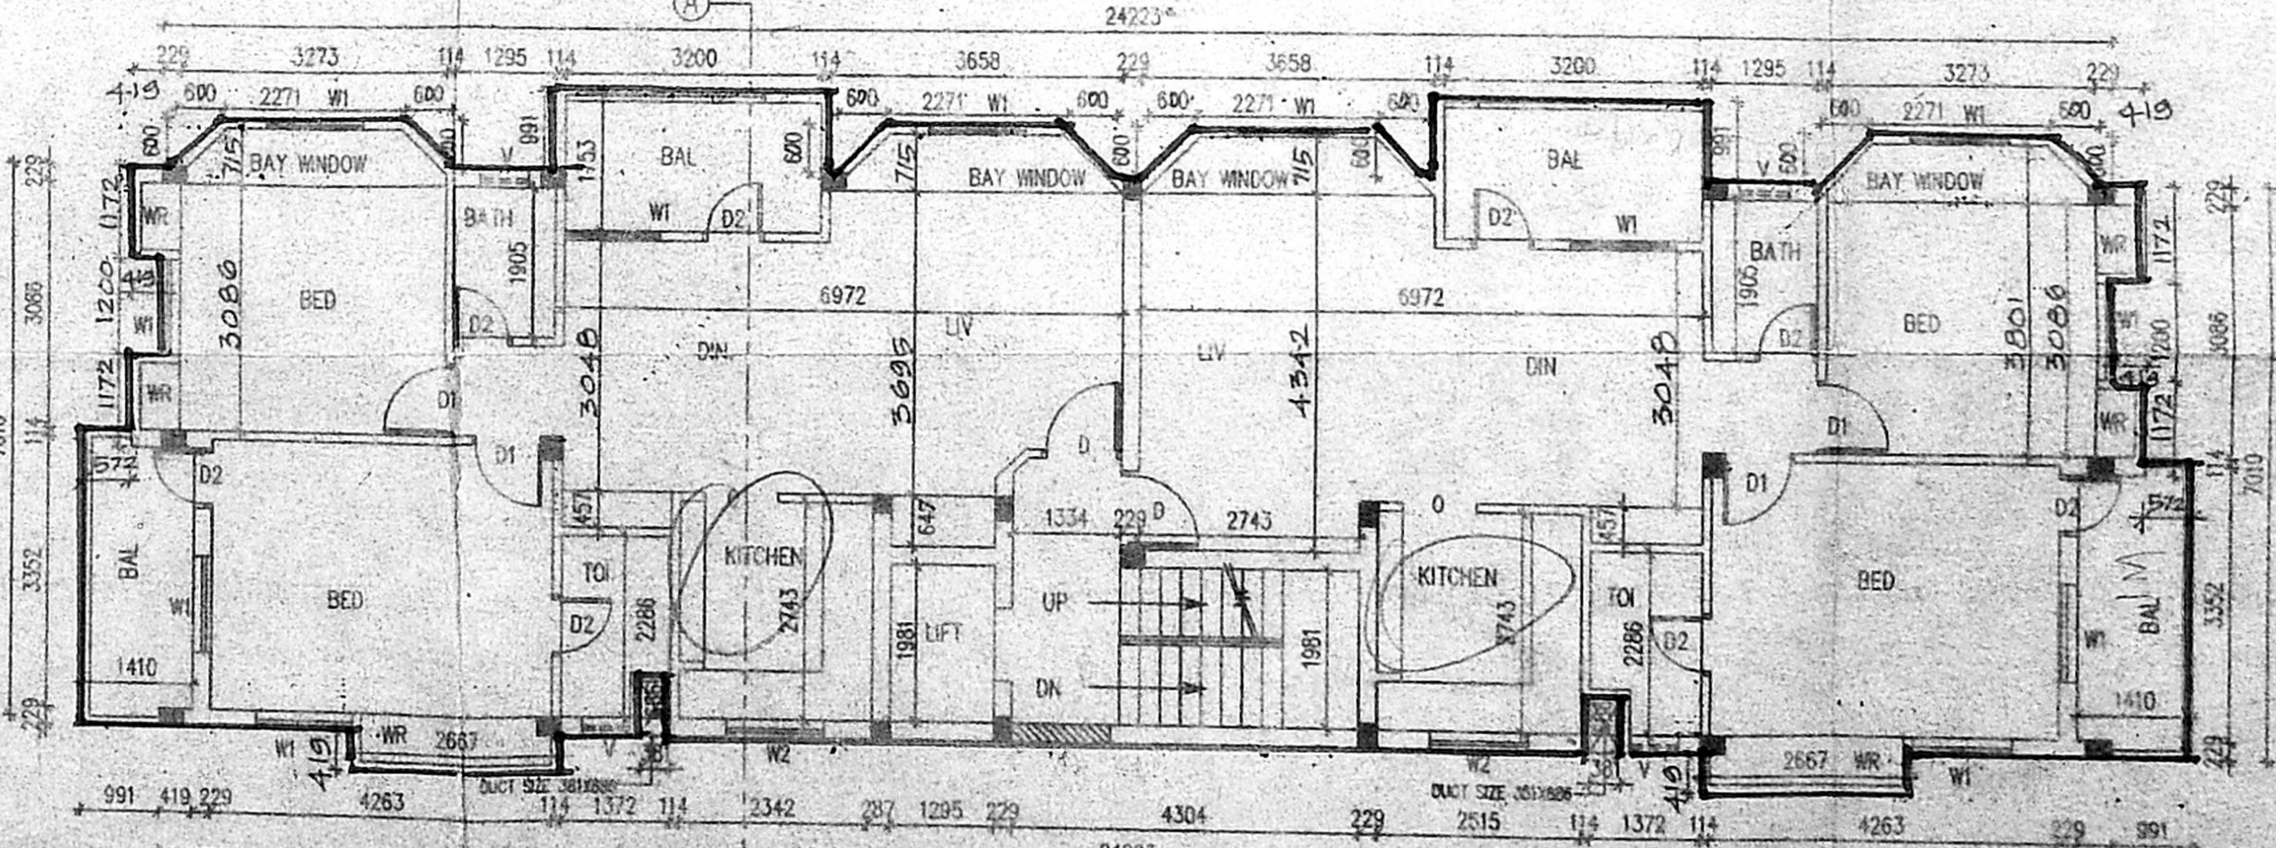 A
24223
229 3273 114 1295 114 3200 114 3658 229 3658 114 3200 114 1295 114 3273 229
419 600 2271 W1 600 600 2271 W1 600 600 2271 W1 600 600 2271 W1 600 419
600 715 BAY WINDOW 600 991 V 1153 BAL 600 715 BAY WINDOW 600 BAY WINDOW 715 600 BAL 991 V 600 BAY WINDOW 600
229 1172 WR BATH W1 D2 D2 W1 BATH WR 1172 229
3086 1200 419 W1 3086 BED 1905 D2 6972 6972 1905 D2 BED 3801 3086 W1 1200 3086
DIN LIV LIV DIN
1172 WR D1 3048 3695 4342 3048 D1 WR 1172
114 D1 D D1 114
572 D2 457 647 1334 229 D 2743 O 457 D2 572 7010
BAL KITCHEN KITCHEN
3352 W1 BED TOI D2 2286 2743 1981 LIFT UP 1981 2743 TOI 2286 D2 BED W1 BAL 3352
1410 DN 1410
229 W1 419 WR 2667 V W2 W2 V 419 2667 WR W1 229
DUCT SIZE DUCT SIZE
991 419 229 4263 114 1372 114 2342 287 1295 229 4304 229 2515 114 1372 114 4263 229 991